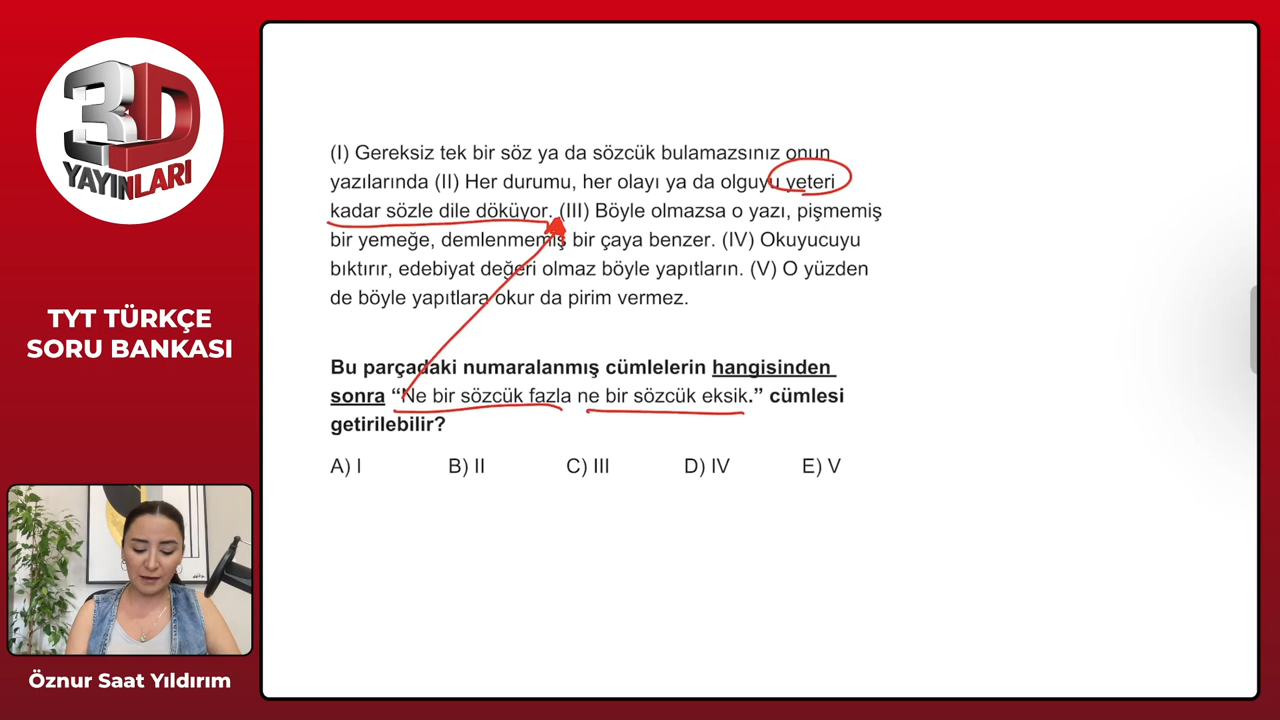 3D
YAYINLARI
TYT TÜRKÇE
SORU BANKASI
Öznur Saat Yıldırım
(I) Gereksiz tek bir söz ya da sözcük bulamazsınız onun
yazılarında (II) Her durumu, her olayı ya da olguyu yeteri
kadar sözle dile döküyor. (III) Böyle olmazsa o yazı, pişmemiş
bir yemeğe, demlenmemiş bir çaya benzer. (IV) Okuyucuyu
bıktırır, edebiyat değeri olmaz böyle yapıtların. (V) O yüzden
de böyle yapıtlara okur da pirim vermez.
Bu parçadaki numaralanmış cümlelerin hangisinden
sonra “Ne bir sözcük fazla ne bir sözcük eksik.” cümlesi
getirilebilir?
A) I B) II C) III D) IV E) V